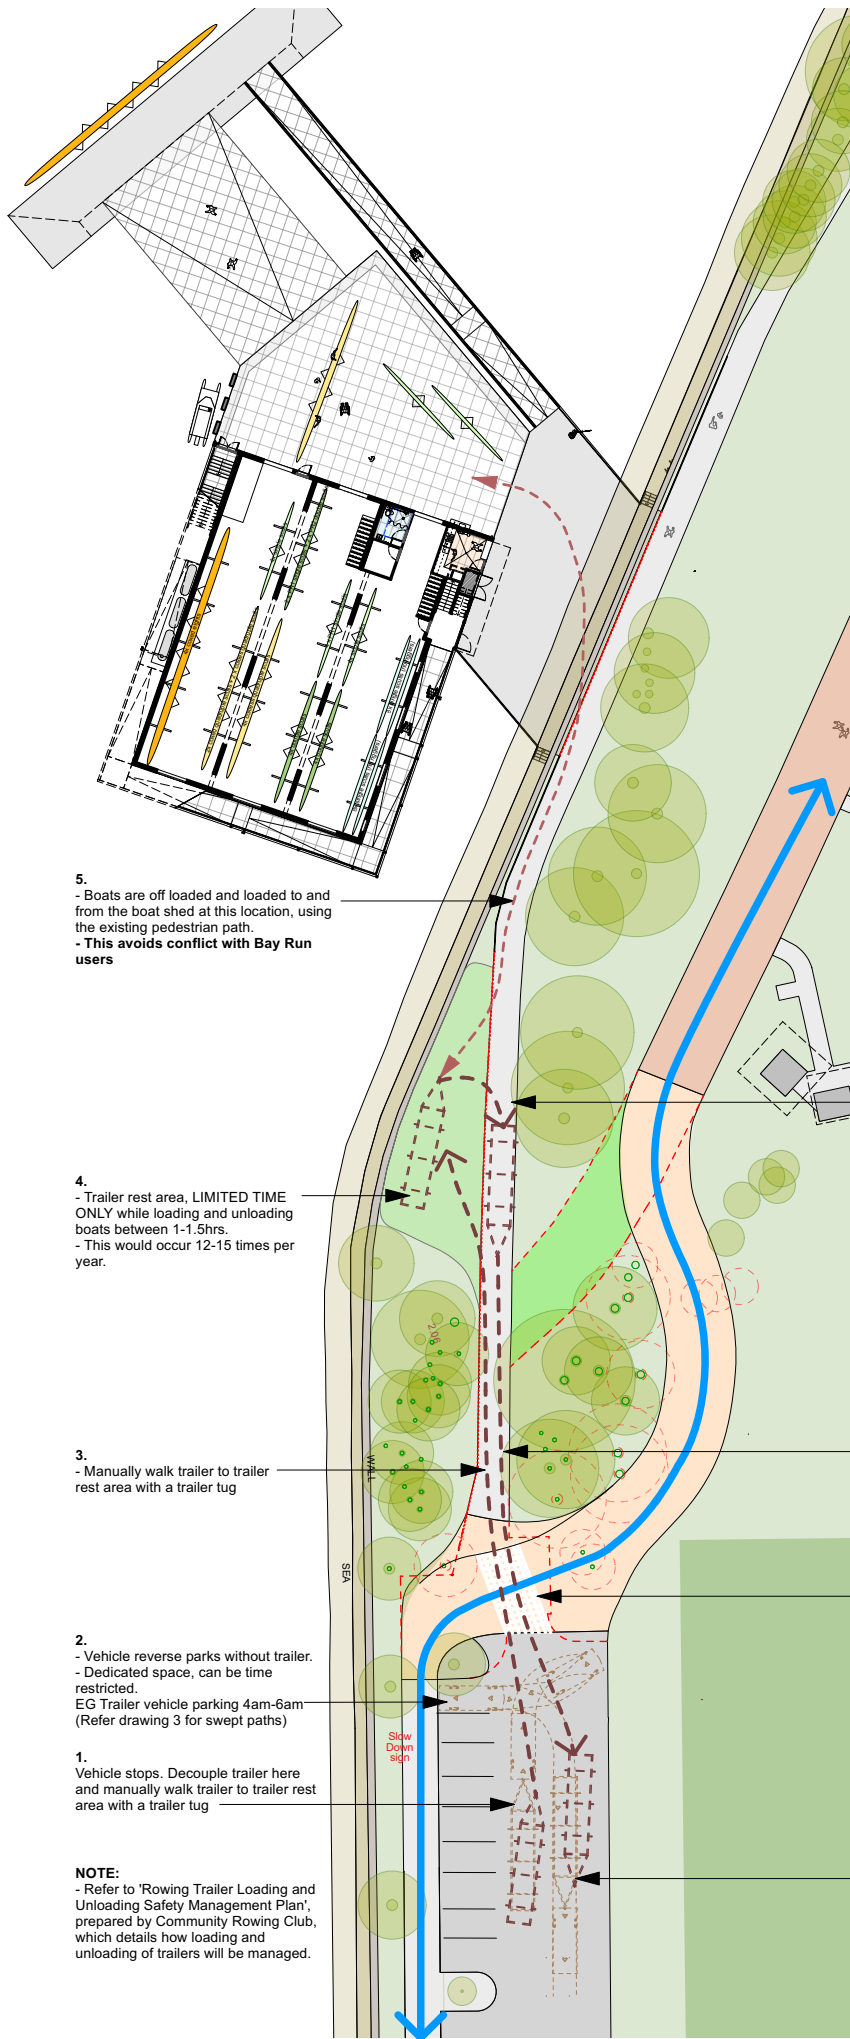 5.
- Boats are off loaded and loaded to and
from the boat shed at this location, using
the existing pedestrian path.
- This avoids conflict with Bay Run
users
4.
- Trailer rest area, LIMITED TIME
ONLY while loading and unloading
boats between 1-1.5hrs.
- This would occur 12-15 times per
year.
2.06
3.
- Manually walk trailer to trailer
rest area with a trailer tug
WALL
SEA
2.
- Vehicle reverse parks without trailer.
- Dedicated space, can be time
restricted.
EG Trailer vehicle parking 4am-6am
(Refer drawing 3 for swept paths)
Slow
Down
sign
1.
Vehicle stops. Decouple trailer here
and manually walk trailer to trailer rest
area with a trailer tug
NOTE:
- Refer to 'Rowing Trailer Loading and
Unloading Safety Management Plan',
prepared by Community Rowing Club,
which details how loading and
unloading of trailers will be managed.